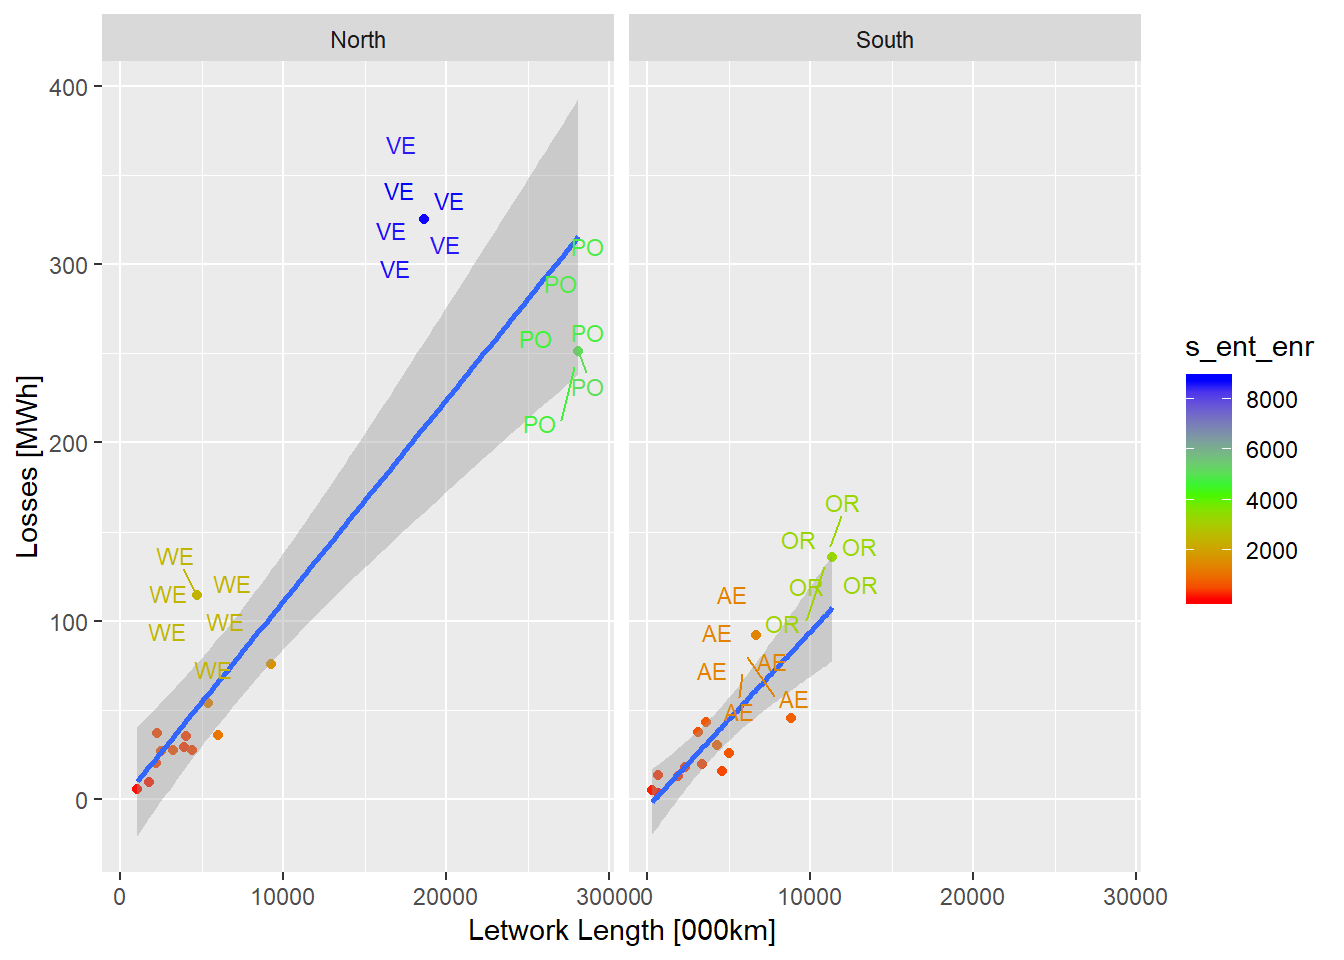 North
South
400
300
200
100
0
Losses [MWh]
VE
VE
VE
VE
VE
VE
PO
PO
PO
PO
PO
PO
WE
WE
WE
WE
WE
WE
OR
OR
OR
OR
OR
OR
AE
AE
AE
AE
AE
AE
0
10000
20000
30000
0
10000
20000
30000
Letwork Length [000km]
s_ent_enr
8000
6000
4000
2000